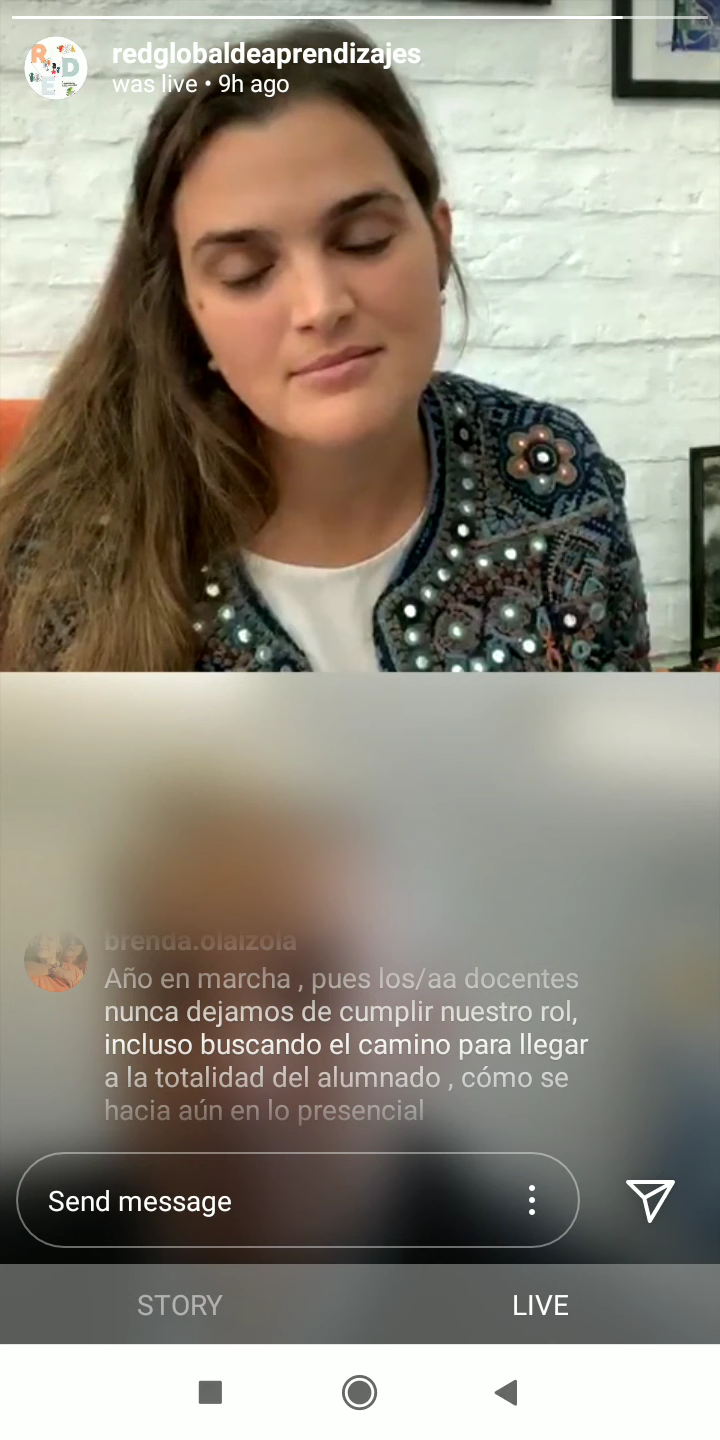 redglobaldeaprendizajes
was live • 9h ago
R
D
E
brenda.olaizola
Año en marcha , pues los/aa docentes
nunca dejamos de cumplir nuestro rol,
incluso buscando el camino para llegar
a la totalidad del alumnado , cómo se
hacia aún en lo presencial
Send message
STORY
LIVE